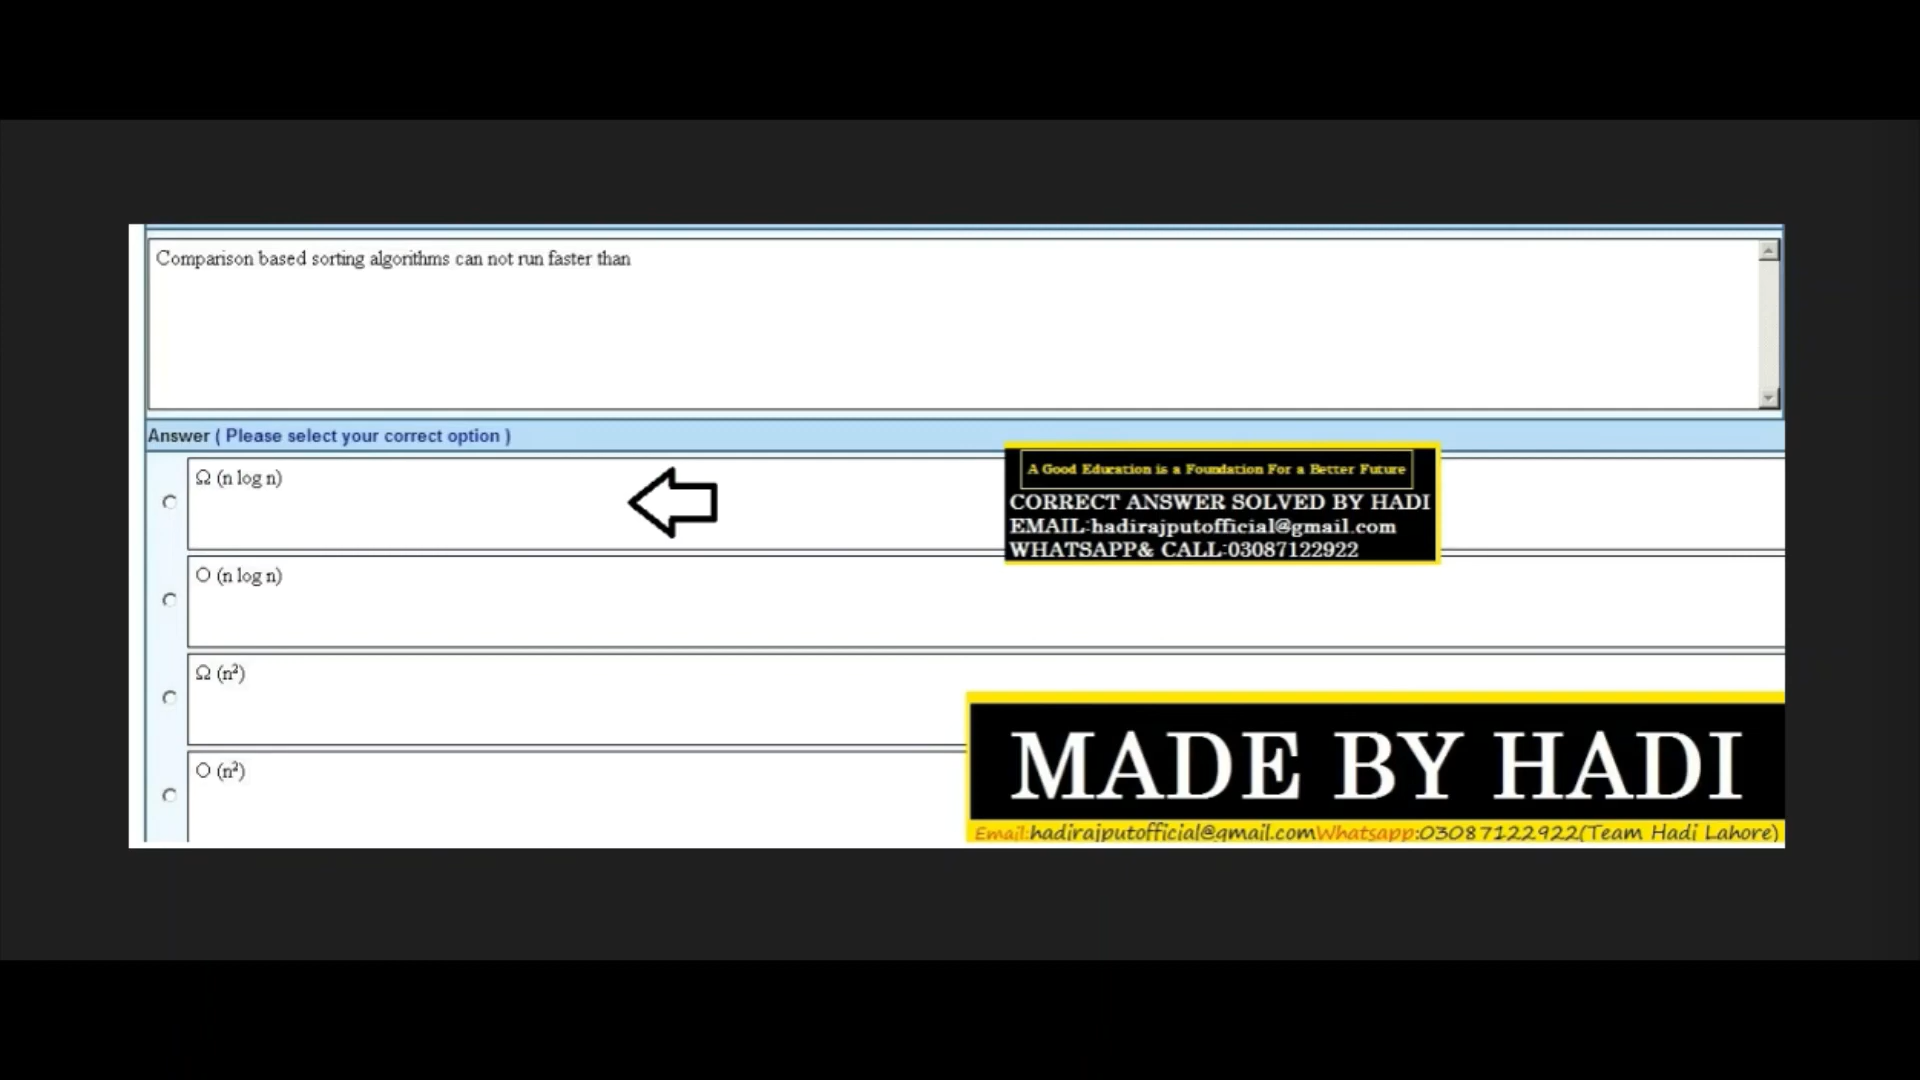 Comparison based sorting algorithms can not run faster than
Answer ( Please select your correct option )
Ω (n log n)
A Good Education is a Foundation For a Better Future
CORRECT ANSWER SOLVED BY HADI
EMAIL:hadirajputofficial@gmail.com
WHATSAPP& CALL:03087122922
O (n log n)
Ω (n²)
O (n²)
MADE BY HADI
Email:hadirajputofficial@gmail.comWhatsapp:03087122922(Team Hadi Lahore)